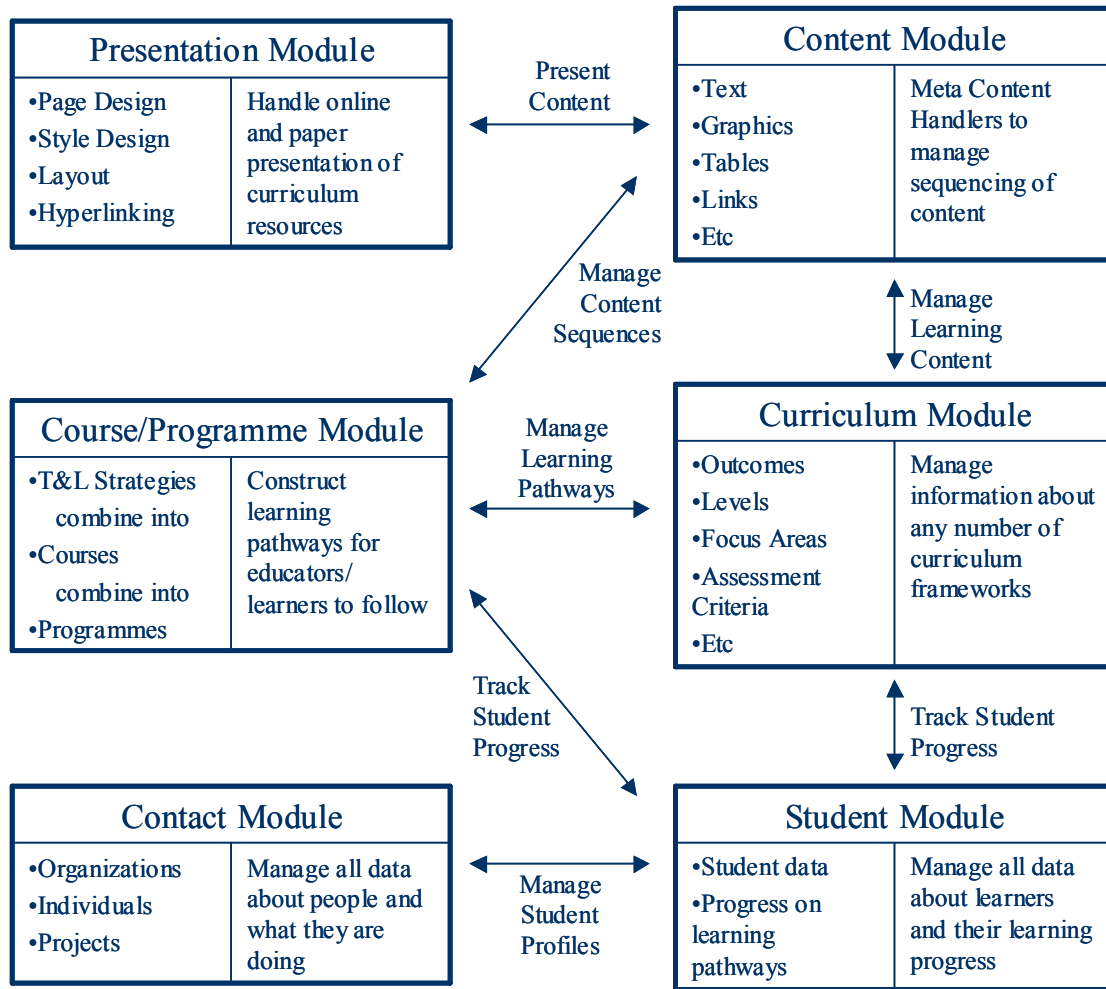 Presentation Module
•Page Design
•Style Design
•Layout
•Hyperlinking
Handle online
and paper
presentation of
curriculum
resources
Present
Content
Content Module
•Text
•Graphics
•Tables
•Links
•Etc
Meta Content
Handlers to
manage
sequencing of
content
Manage
Content
Sequences
Manage
Learning
Content
Course/Programme Module
•T&L Strategies
combine into
•Courses
combine into
•Programmes
Construct
learning
pathways for
educators/
learners to follow
Manage
Learning
Pathways
Curriculum Module
•Outcomes
•Levels
•Focus Areas
•Assessment
Criteria
•Etc
Manage
information about
any number of
curriculum
frameworks
Track
Student
Progress
Track Student
Progress
Contact Module
•Organizations
•Individuals
•Projects
Manage all data
about people and
what they are
doing
Manage
Student
Profiles
Student Module
•Student data
•Progress on
learning
pathways
Manage all data
about learners
and their learning
progress